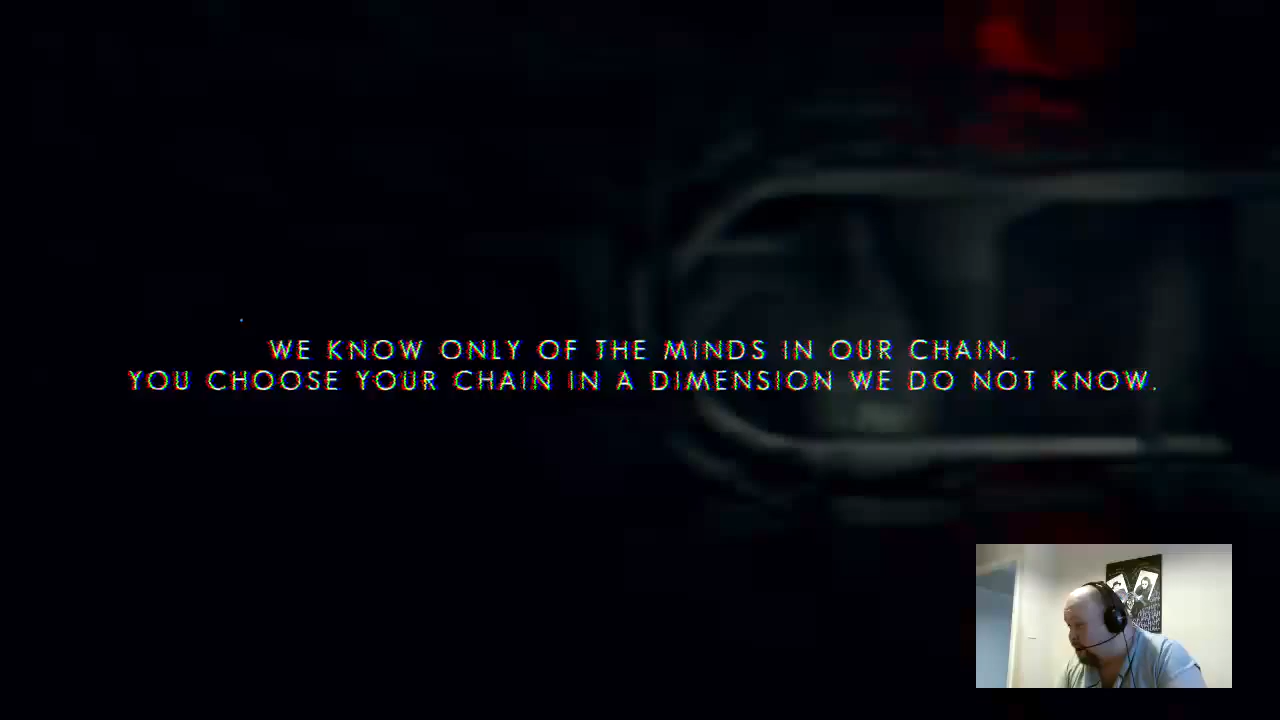 WE KNOW ONLY OF THE MINDS IN OUR CHAIN.
YOU CHOOSE YOUR CHAIN IN A DIMENSION WE DO NOT KNOW.